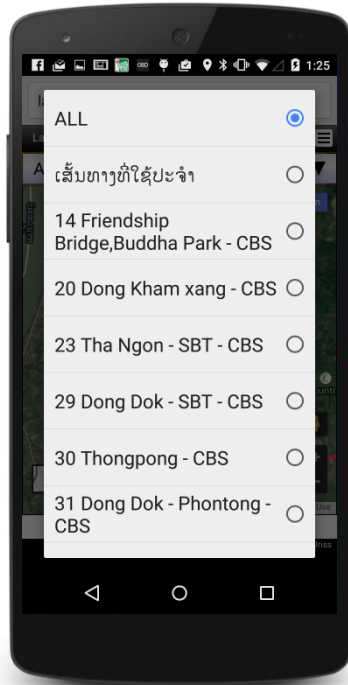 1:25
ALL
ເສັ້ນທາງທີ່ໃຊ້ປະຈຳ
14 Friendship
Bridge,Buddha Park - CBS
20 Dong Kham xang - CBS
23 Tha Ngon - SBT - CBS
29 Dong Dok - SBT - CBS
30 Thongpong - CBS
31 Dong Dok - Phontong -
CBS